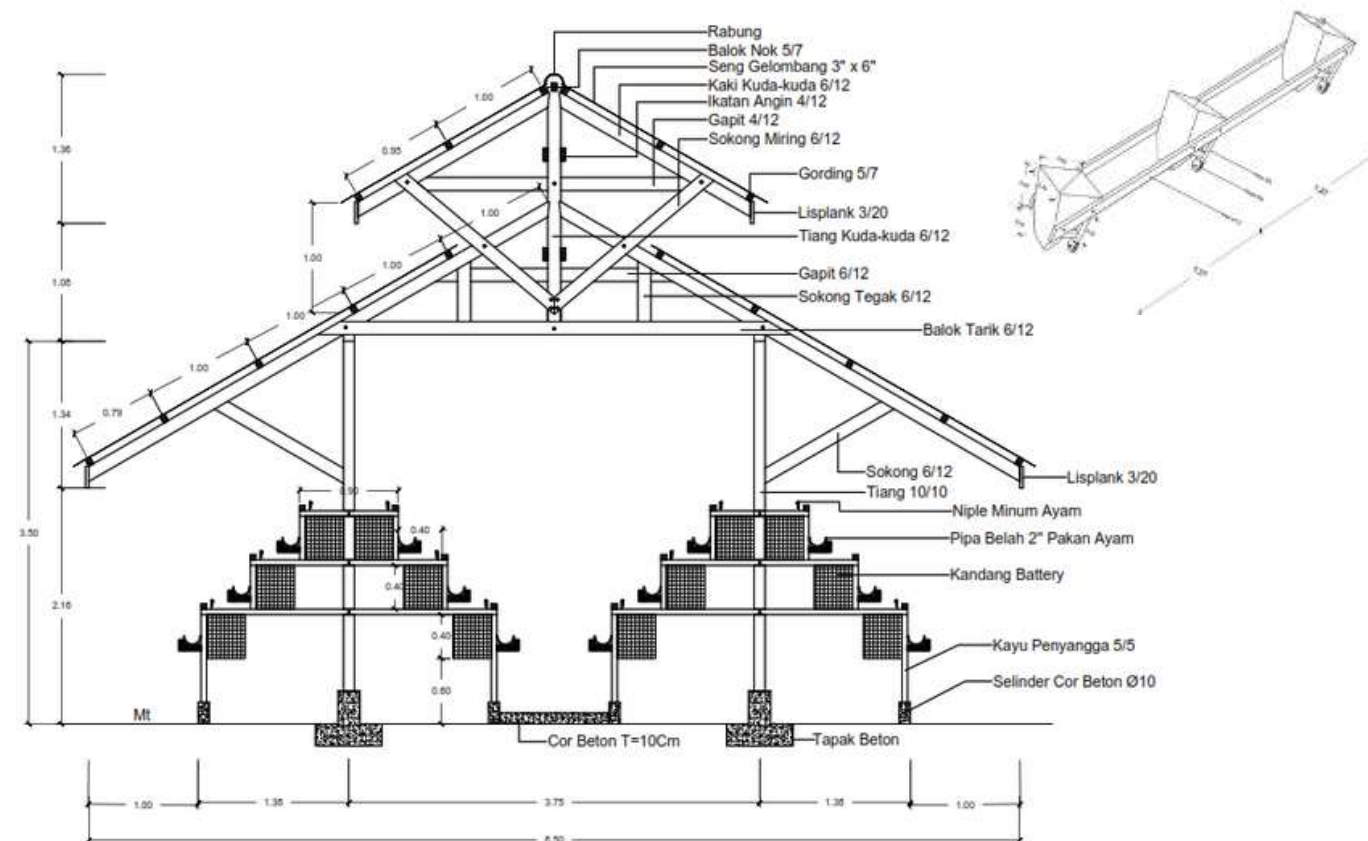 Rabung
Balok Nok 5/7
Seng Gelombang 3" x 6"
Kaki Kuda-kuda 6/12
Ikatan Angin 4/12
Gapit 4/12
Sokong Miring 6/12
Gording 5/7
Lisplank 3/20
Tiang Kuda-kuda 6/12
Gapit 6/12
Sokong Tegak 6/12
Balok Tarik 6/12
Sokong 6/12
Tiang 10/10
Lisplank 3/20
Niple Minum Ayam
Pipa Belah 2" Pakan Ayam
Kandang Battery
Kayu Penyangga 5/5
Selinder Cor Beton Ø10
Tapak Beton
Cor Beton T=10Cm
Mt
1.00
0.95
1.00
1.00
1.00
1.00
1.00
0.79
1.36
1.08
1.34
3.50
2.16
0.90
0.40
0.40
0.40
0.60
1.00
1.38
3.75
1.38
1.00
8.50